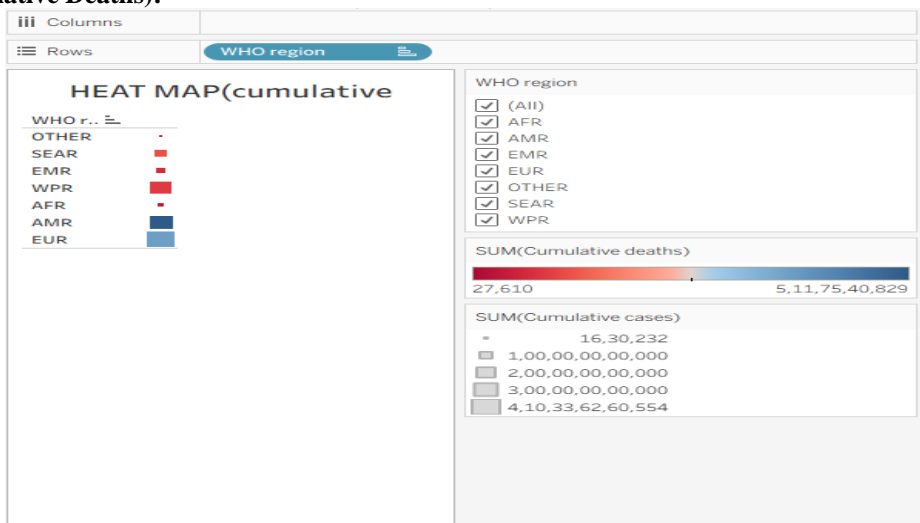 ative Deaths):
iii Columns
Rows WHO region
HEAT MAP(cumulative
WHO r..
OTHER
SEAR
EMR
WPR
AFR
AMR
EUR
WHO region
(All)
AFR
AMR
EMR
EUR
OTHER
SEAR
WPR
SUM(Cumulative deaths)
27,610 5,11,75,40,829
SUM(Cumulative cases)
16,30,232
1,00,00,00,00,000
2,00,00,00,00,000
3,00,00,00,00,000
4,10,33,62,60,554